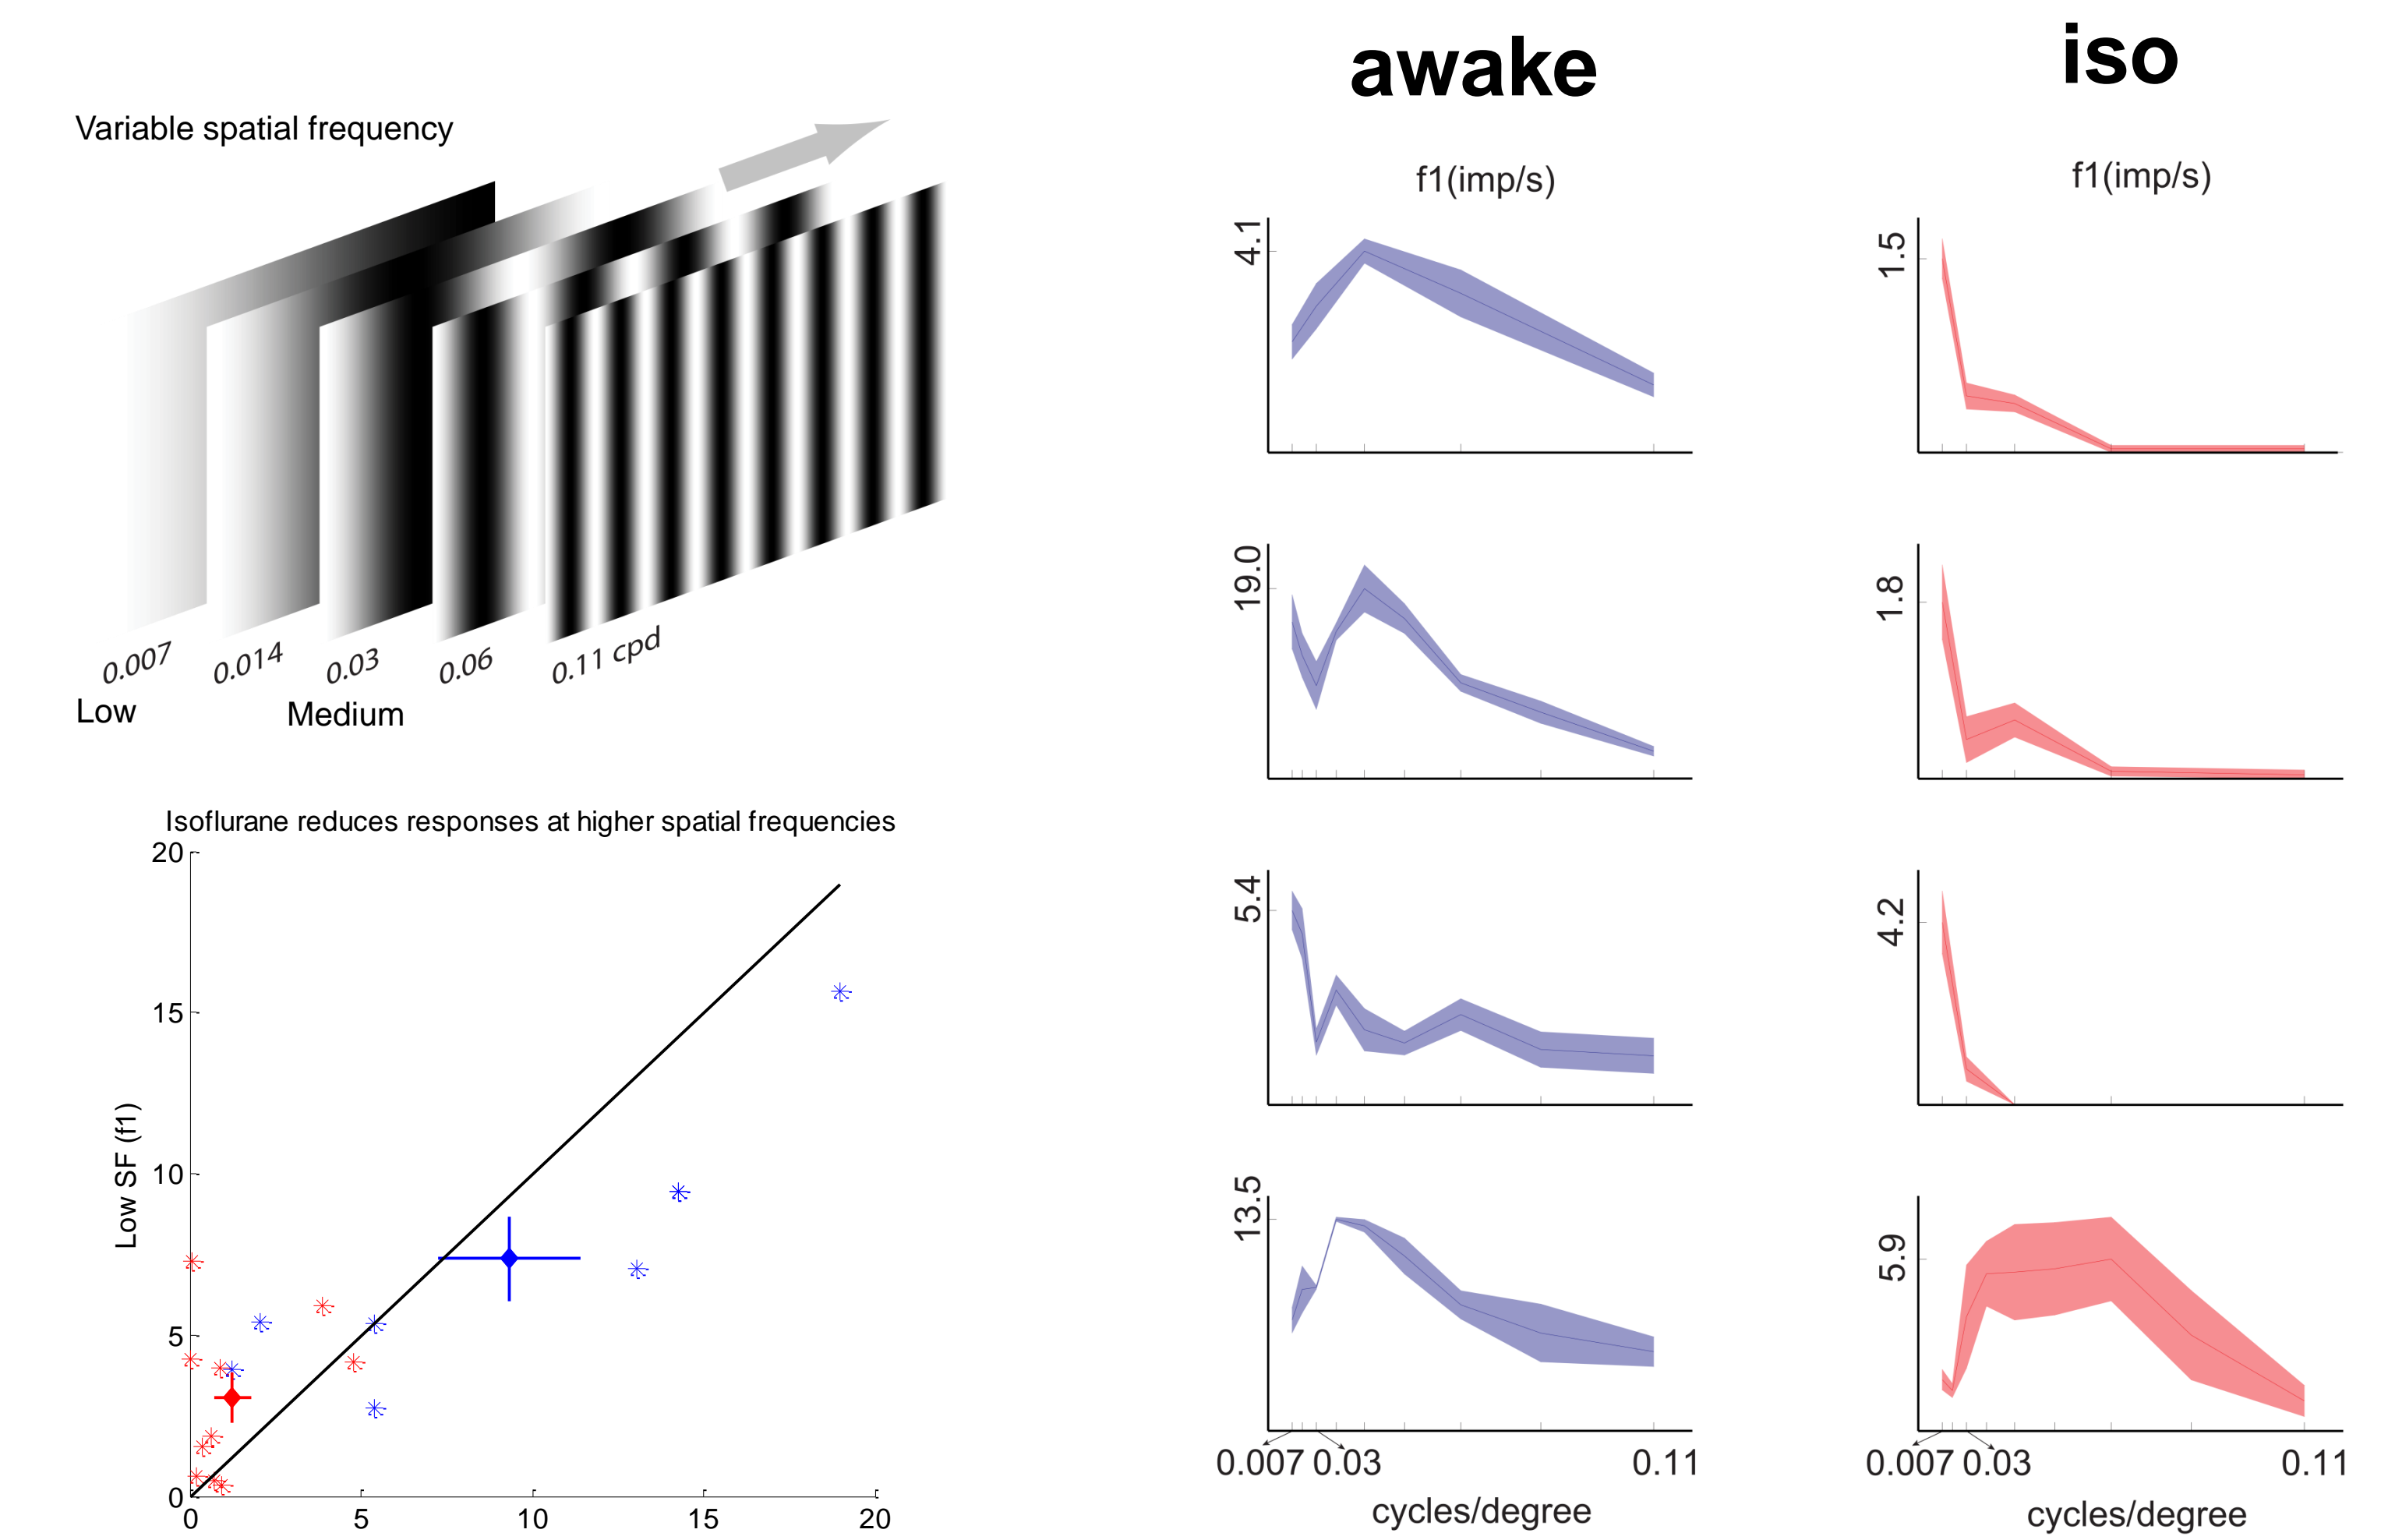 awake
iso
Variable spatial frequency
0.007
0.014
0.03
0.06
0.11 cpd
Low
Medium
Isoflurane reduces responses at higher spatial frequencies
20
15
10
5
0
Low SF (f1)
0
5
10
15
20
f1(imp/s)
4.1
19.0
5.4
13.5
0.007
0.03
0.11
cycles/degree
f1(imp/s)
1.5
1.8
4.2
5.9
0.007
0.03
0.11
cycles/degree